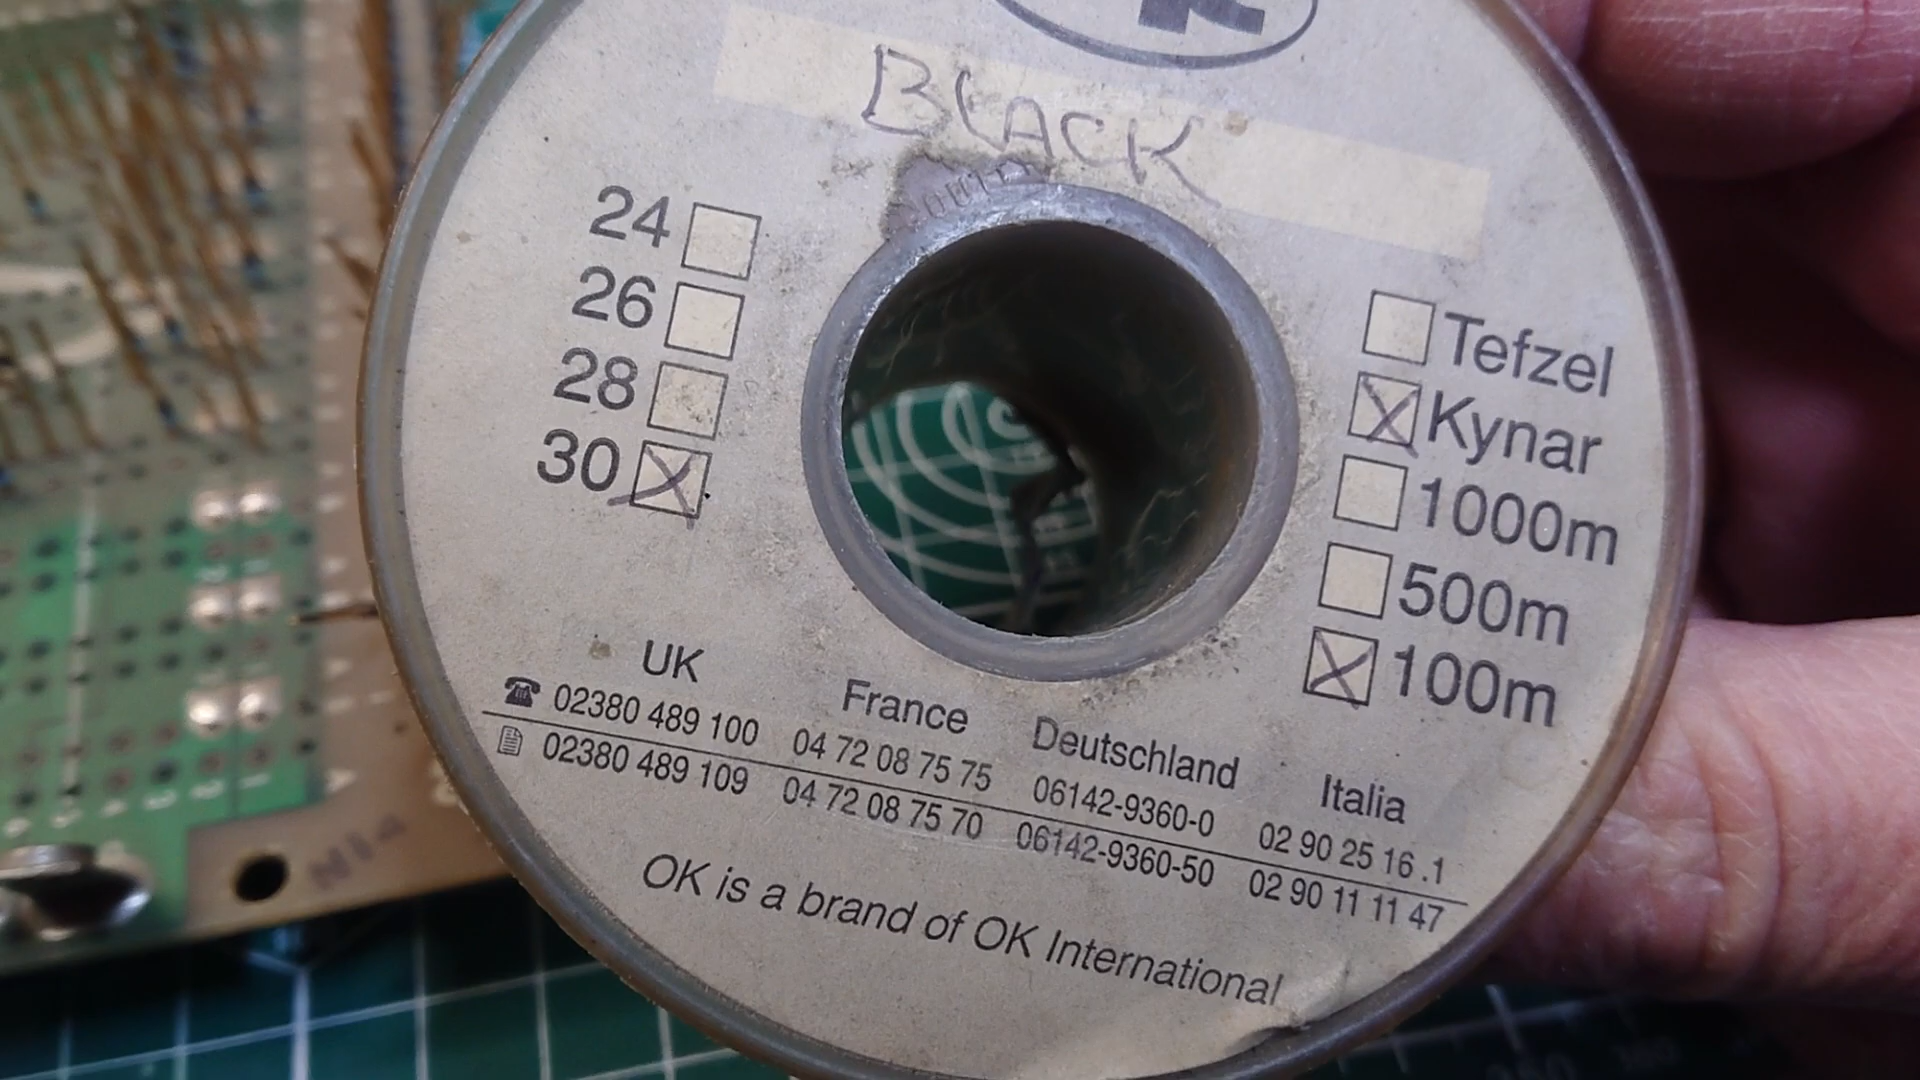 BLACK
24
26
28
30
Tefzel
Kynar
1000m
500m
100m
UK
02380 489 100
02380 489 109
France
04 72 08 75 75
04 72 08 75 70
Deutschland
06142-9360-0
06142-9360-50
Italia
02 90 25 16 .1
02 90 11 11 47
OK is a brand of OK International